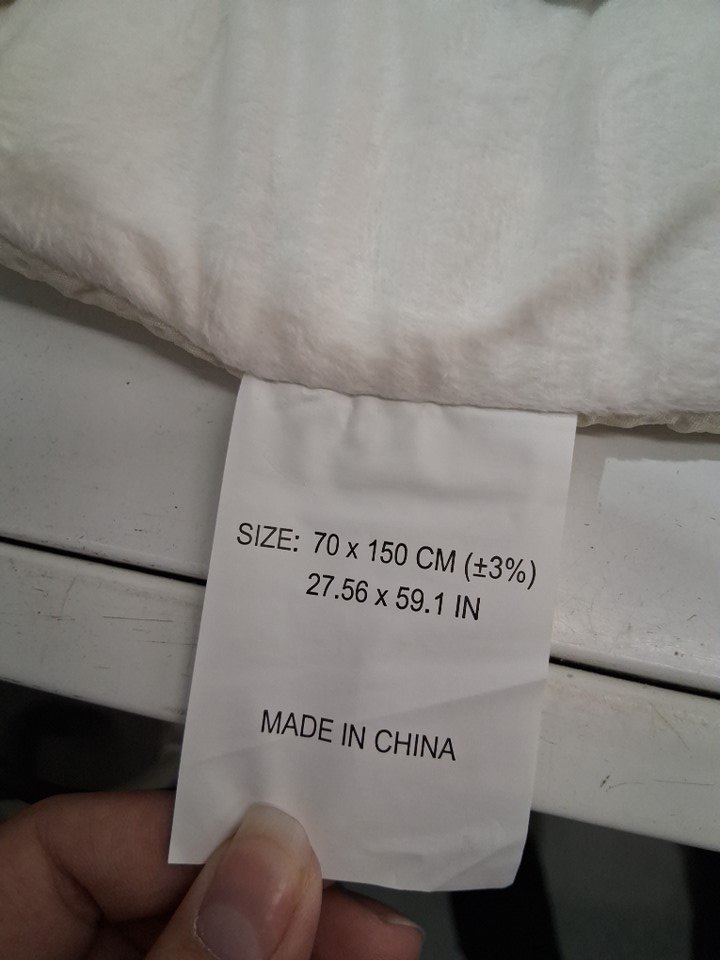 SIZE: 70 x 150 CM (±3%)
27.56 x 59.1 IN
MADE IN CHINA